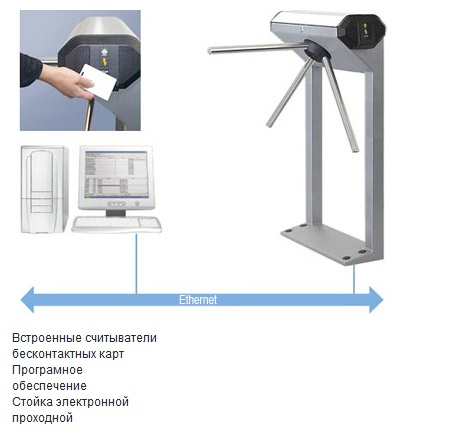 Ethernet
Встроенные считыватели
бесконтактных карт
Програмное
обеспечение
Стойка электронной
проходной